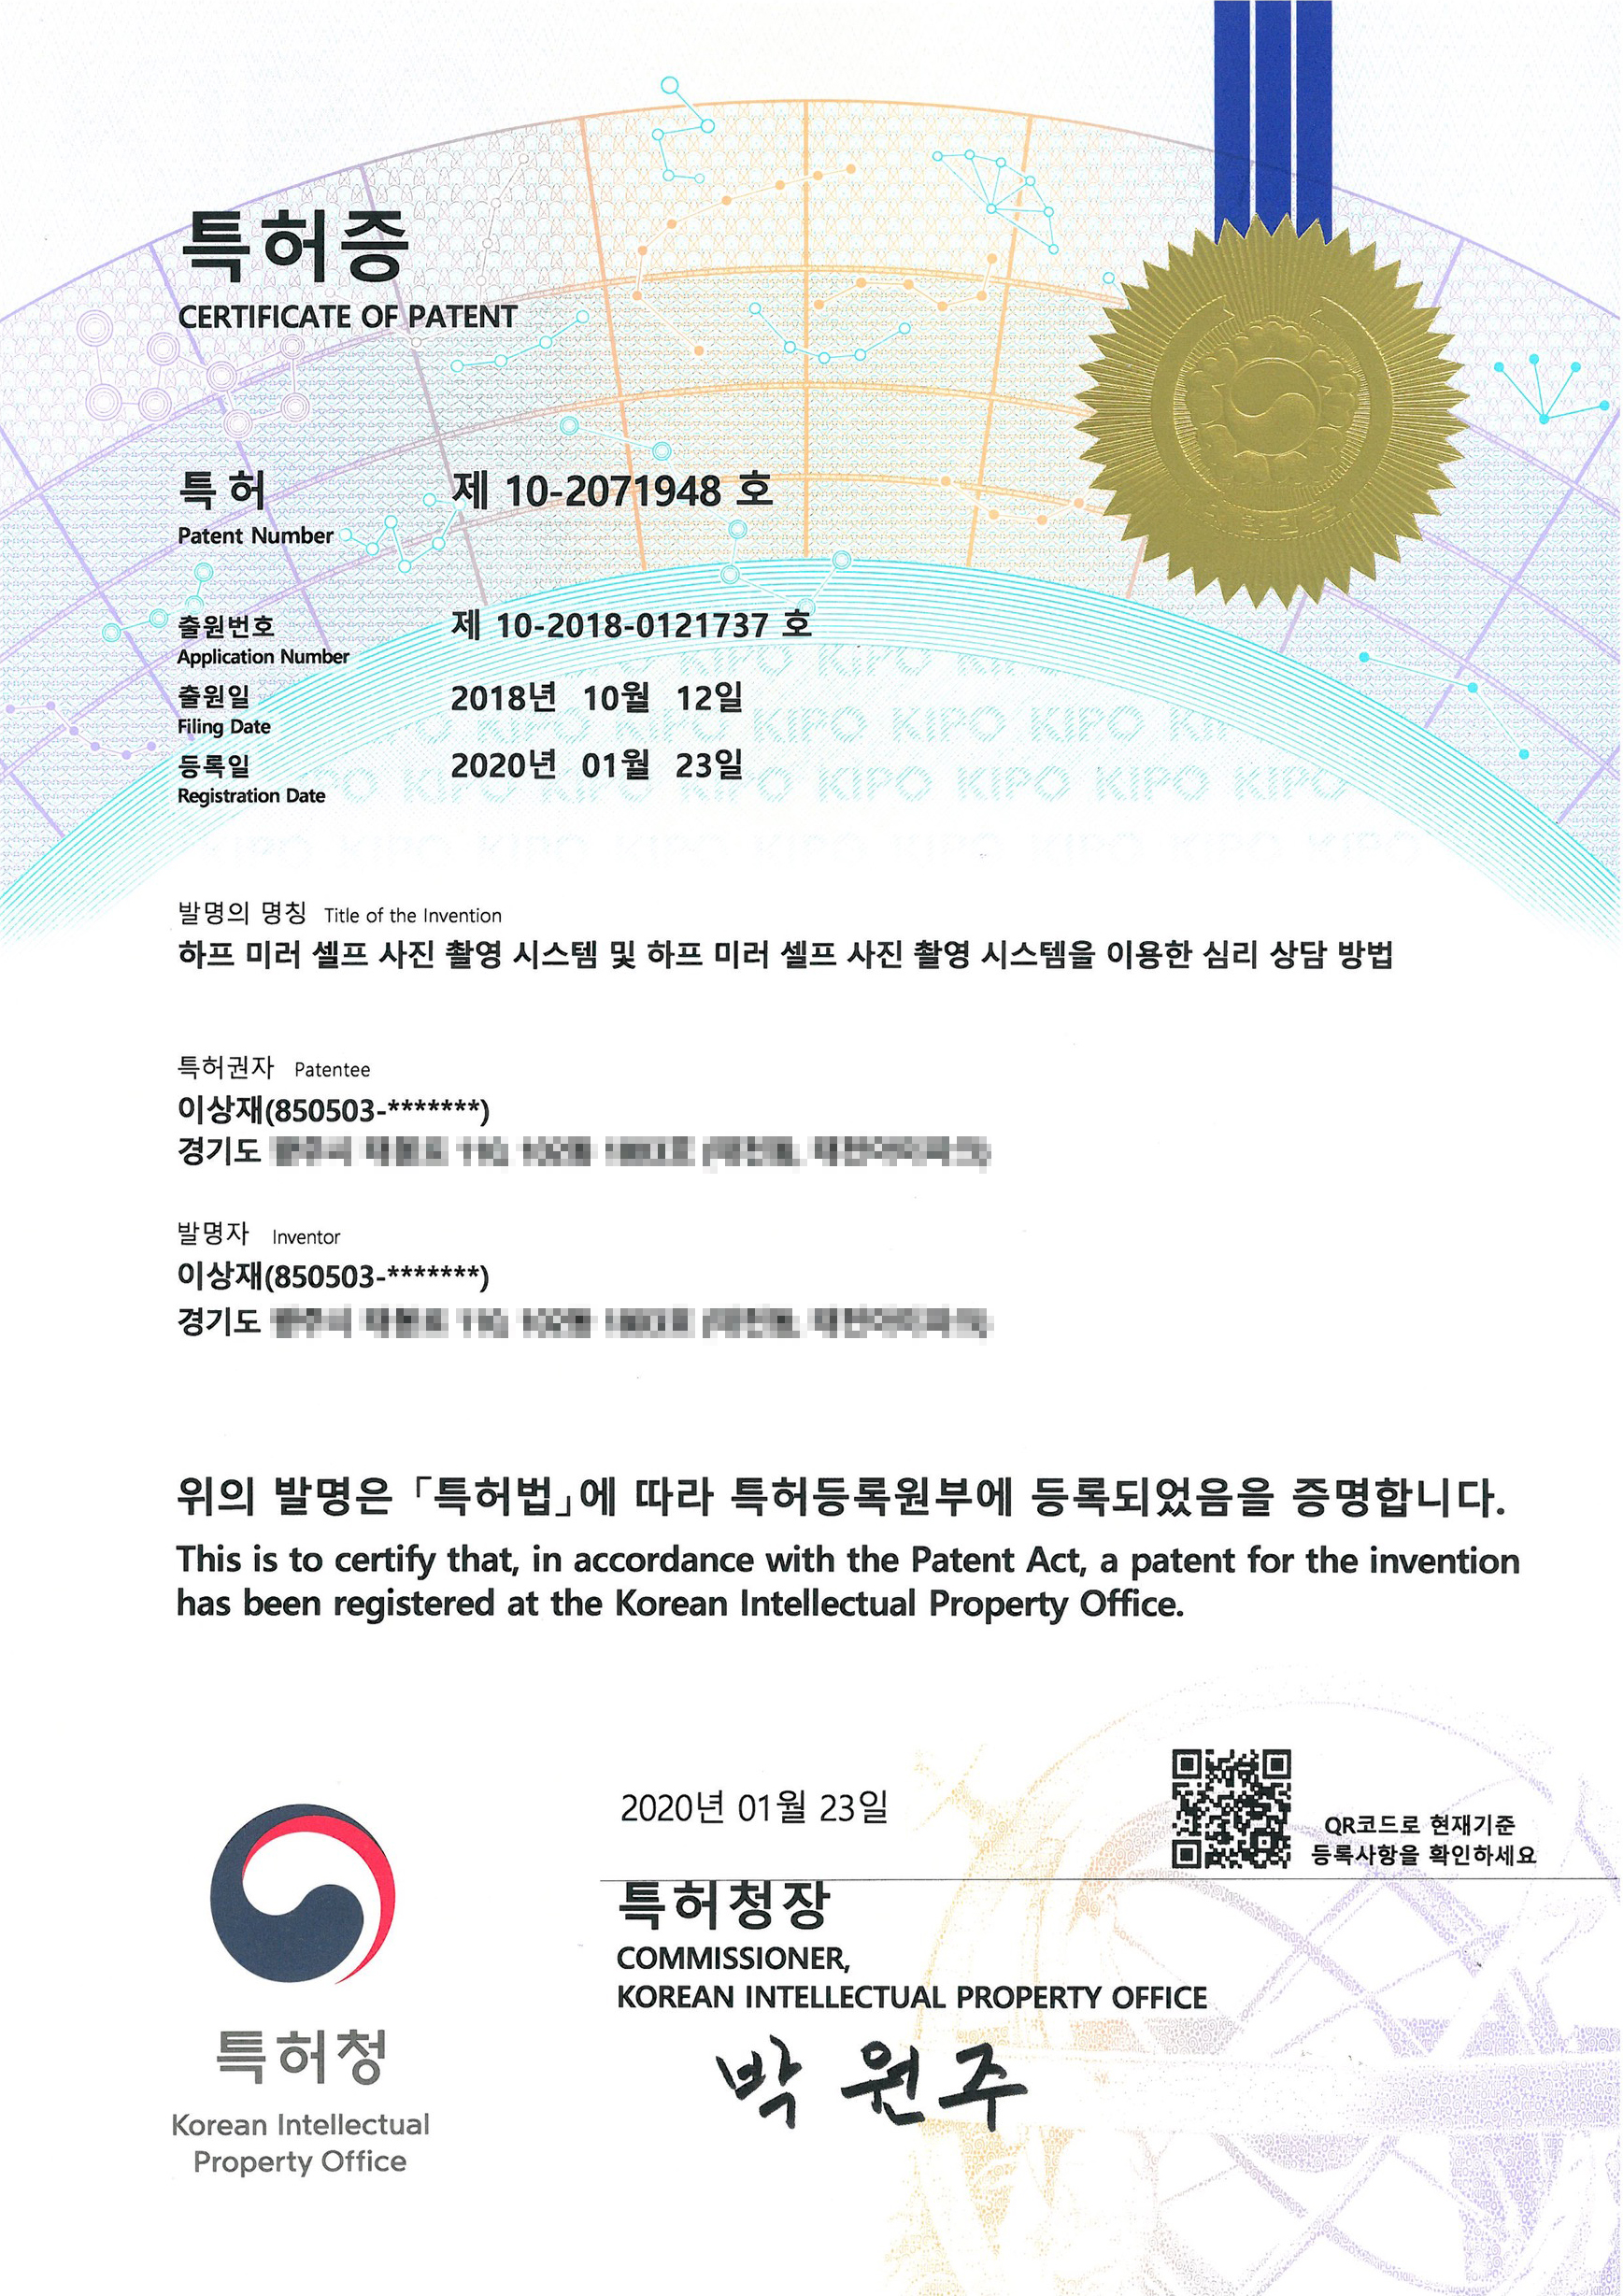 특허증
CERTIFICATE OF PATENT
특 허 제 10-2071948 호
Patent Number
출원번호 제 10-2018-0121737 호
Application Number
출원일 2018년 10월 12일
Filing Date
등록일 2020년 01월 23일
Registration Date
KIPO KIPO KIPO KIPO KIPO
KIPO KIPO KIPO KIPO KIPO KIPO KIPO
발명의 명칭 Title of the Invention
하프 미러 셀프 사진 촬영 시스템 및 하프 미러 셀프 사진 촬영 시스템을 이용한 심리 상담 방법
특허권자 Patentee
이상재(850503-*******)
경기도
발명자 Inventor
이상재(850503-*******)
경기도
위의 발명은 「특허법」에 따라 특허등록원부에 등록되었음을 증명합니다.
This is to certify that, in accordance with the Patent Act, a patent for the invention
has been registered at the Korean Intellectual Property Office.
2020년 01월 23일
QR코드로 현재기준
등록사항을 확인하세요
특허청장
COMMISSIONER,
KOREAN INTELLECTUAL PROPERTY OFFICE
박 원 주
특허청
Korean Intellectual
Property Office